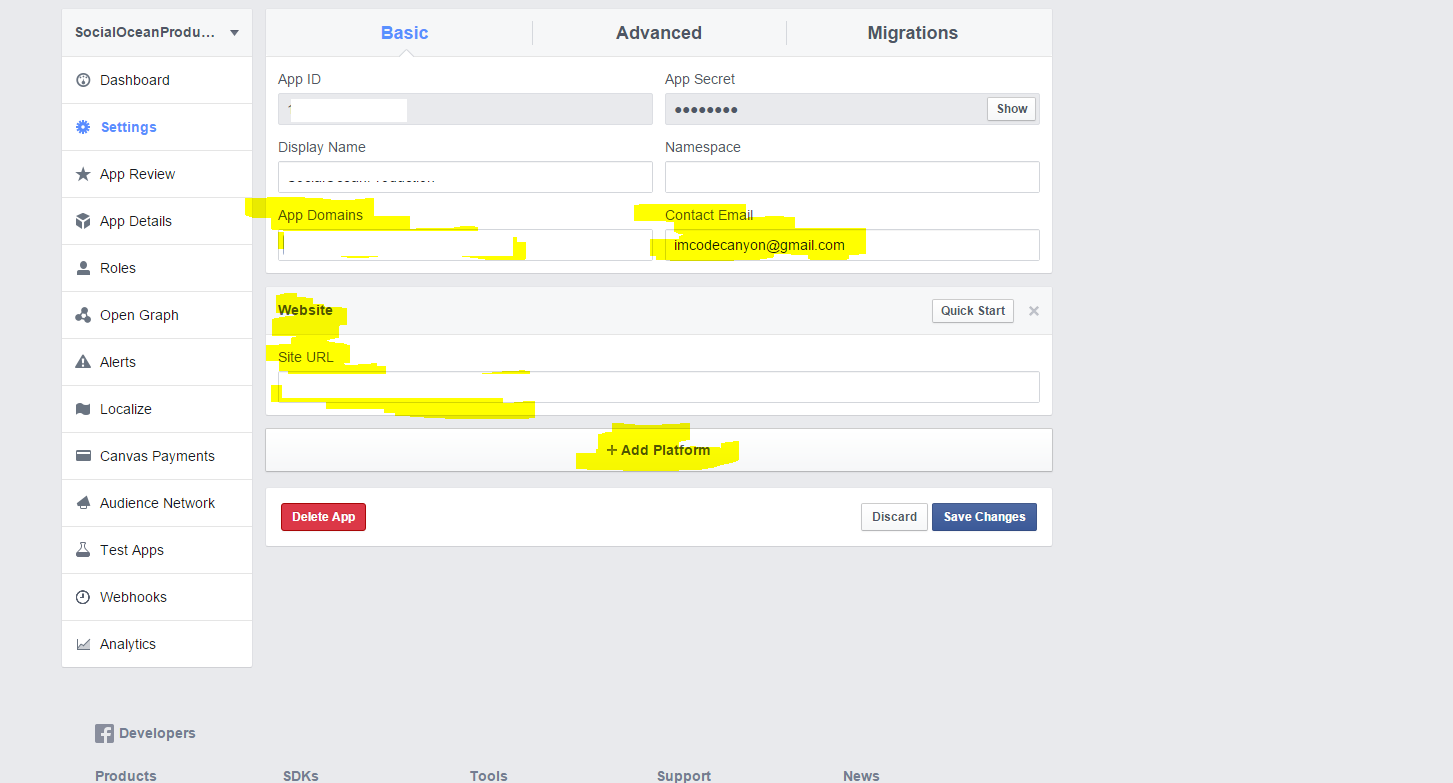 SocialOceanProdu...
Dashboard
Settings
App Review
App Details
Roles
Open Graph
Alerts
Localize
Canvas Payments
Audience Network
Test Apps
Webhooks
Analytics
Basic Advanced Migrations
App ID App Secret
●●●●●●●● Show
Display Name Namespace
App Domains Contact Email
imcodecanyon@gmail.com
Website Quick Start ×
Site URL
+ Add Platform
Delete App Discard Save Changes
Developers
Products SDKs Tools Support News